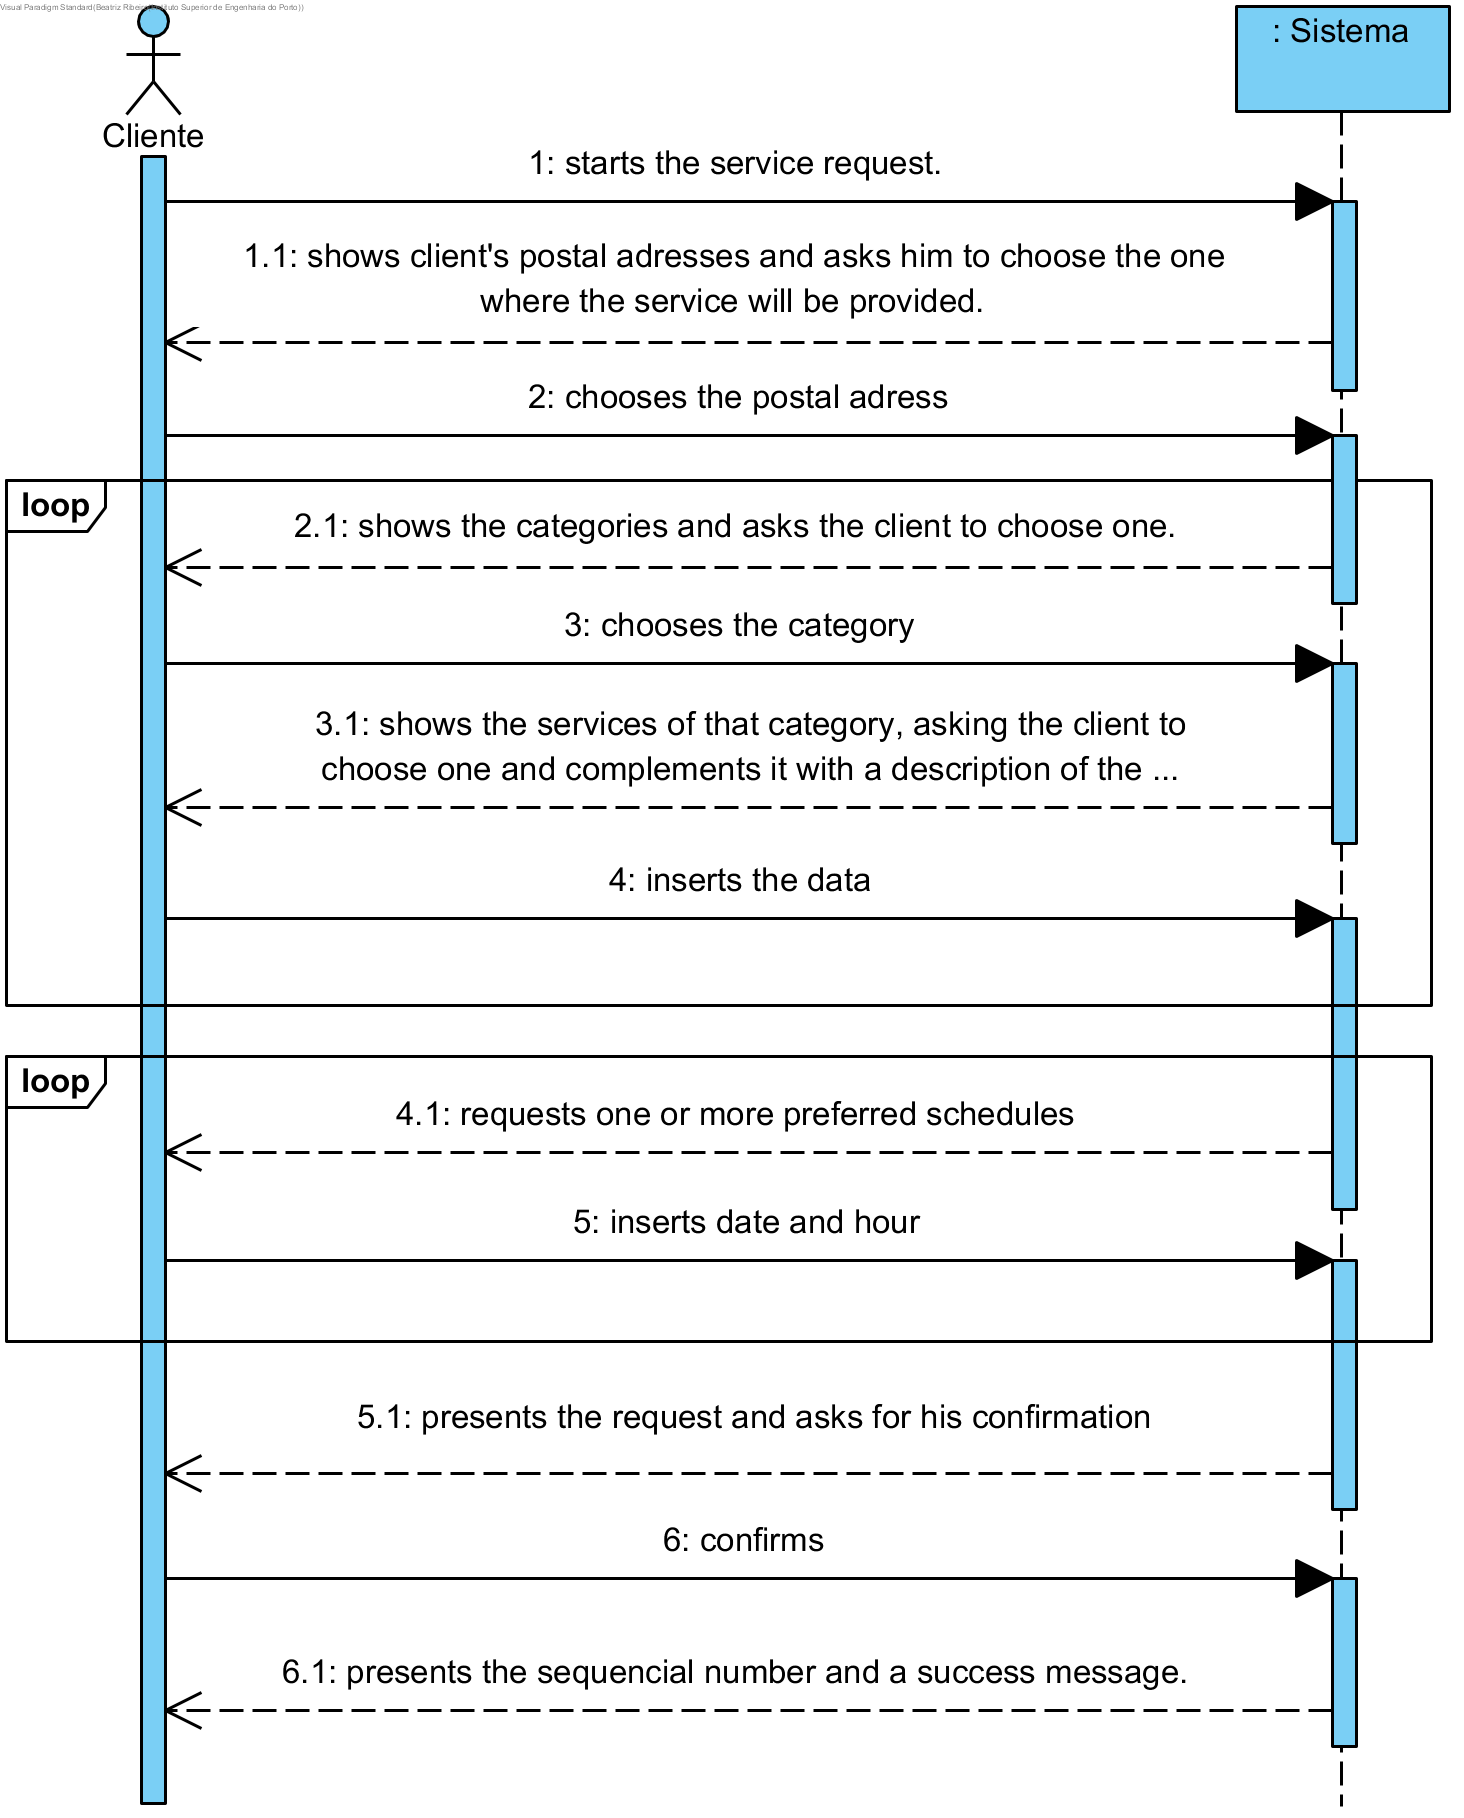 Visual Paradigm Standard(Beatriz Ribeiro Superior de Engenharia do Porto))
: Sistema
Cliente
1: starts the service request.
1.1: shows client's postal adresses and asks him to choose the one
where the service will be provided.
2: chooses the postal adress
loop
2.1: shows the categories and asks the client to choose one.
3: chooses the category
3.1: shows the services of that category, asking the client to
choose one and complements it with a description of the ...
4: inserts the data
loop
4.1: requests one or more preferred schedules
5: inserts date and hour
5.1: presents the request and asks for his confirmation
6: confirms
6.1: presents the sequencial number and a success message.